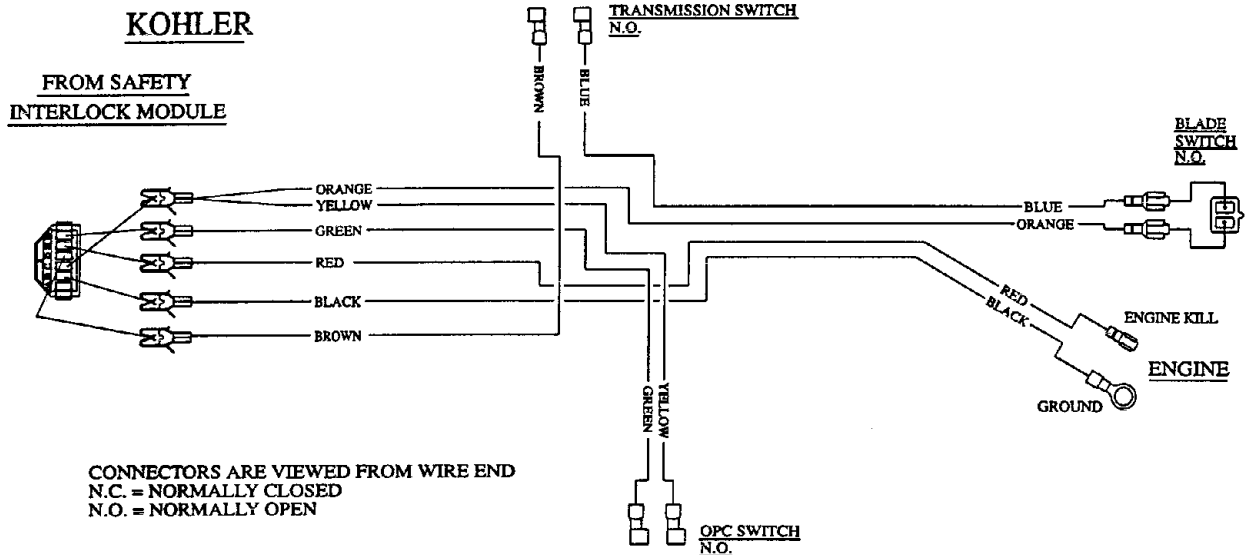 KOHLER
FROM SAFETY
INTERLOCK MODULE
TRANSMISSION SWITCH
N.O.
BROWN
BLUE
BLADE
SWITCH
N.O.
ORANGE
YELLOW
GREEN
RED
BLACK
BROWN
BLUE
ORANGE
RED
BLACK
ENGINE KILL
ENGINE
GROUND
GREEN
YELLOW
CONNECTORS ARE VIEWED FROM WIRE END
N.C. = NORMALLY CLOSED
N.O. = NORMALLY OPEN
OPC SWITCH
N.O.